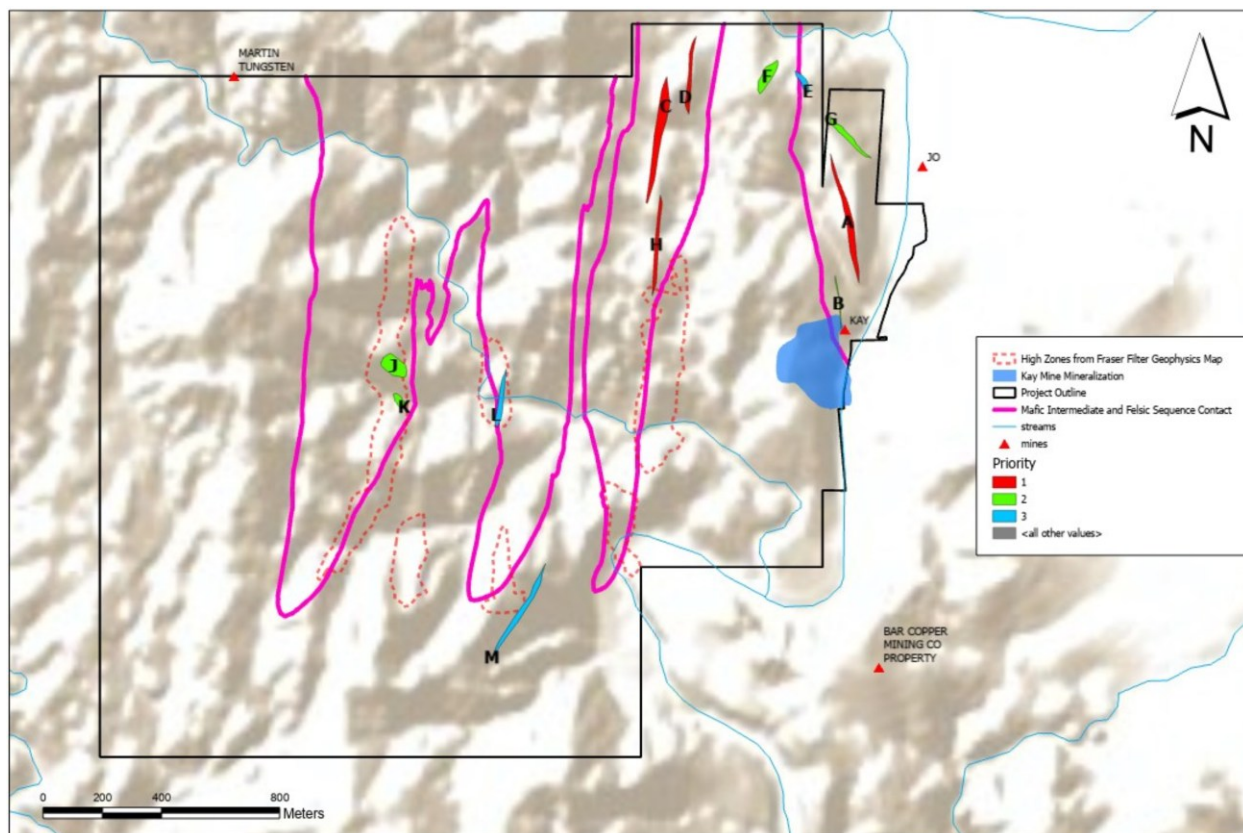 MARTIN
TUNGSTEN
F
E
D
C
G
JO
A
H
B
KAY
J
K
L
M
BAR COPPER
MINING CO
PROPERTY
N
High Zones from Fraser Filter Geophysics Map
Kay Mine Mineralization
Project Outline
Mafic Intermediate and Felsic Sequence Contact
streams
mines
Priority
1
2
3
<all other values>
0 200 400 800
Meters